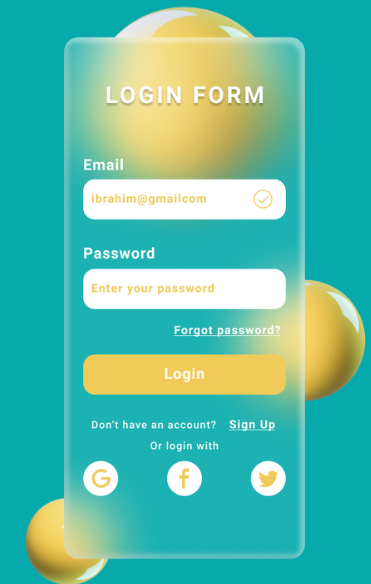 LOGIN FORM
Email
ibrahim@gmailcom
Password
Enter your password
Forgot password?
Login
Don't have an account? Sign Up
Or login with